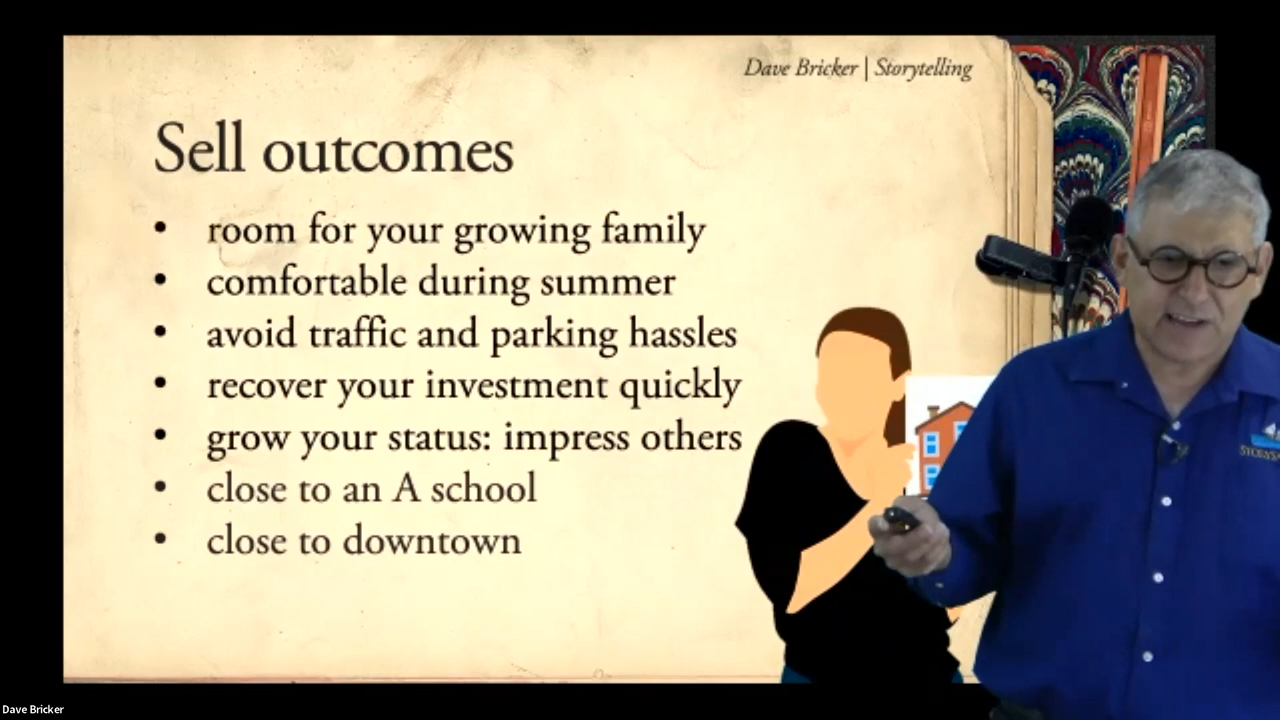 Dave Bricker | Storytelling
Sell outcomes
• room for your growing family
• comfortable during summer
• avoid traffic and parking hassles
• recover your investment quickly
• grow your status: impress others
• close to an A school
• close to downtown
Dave Bricker